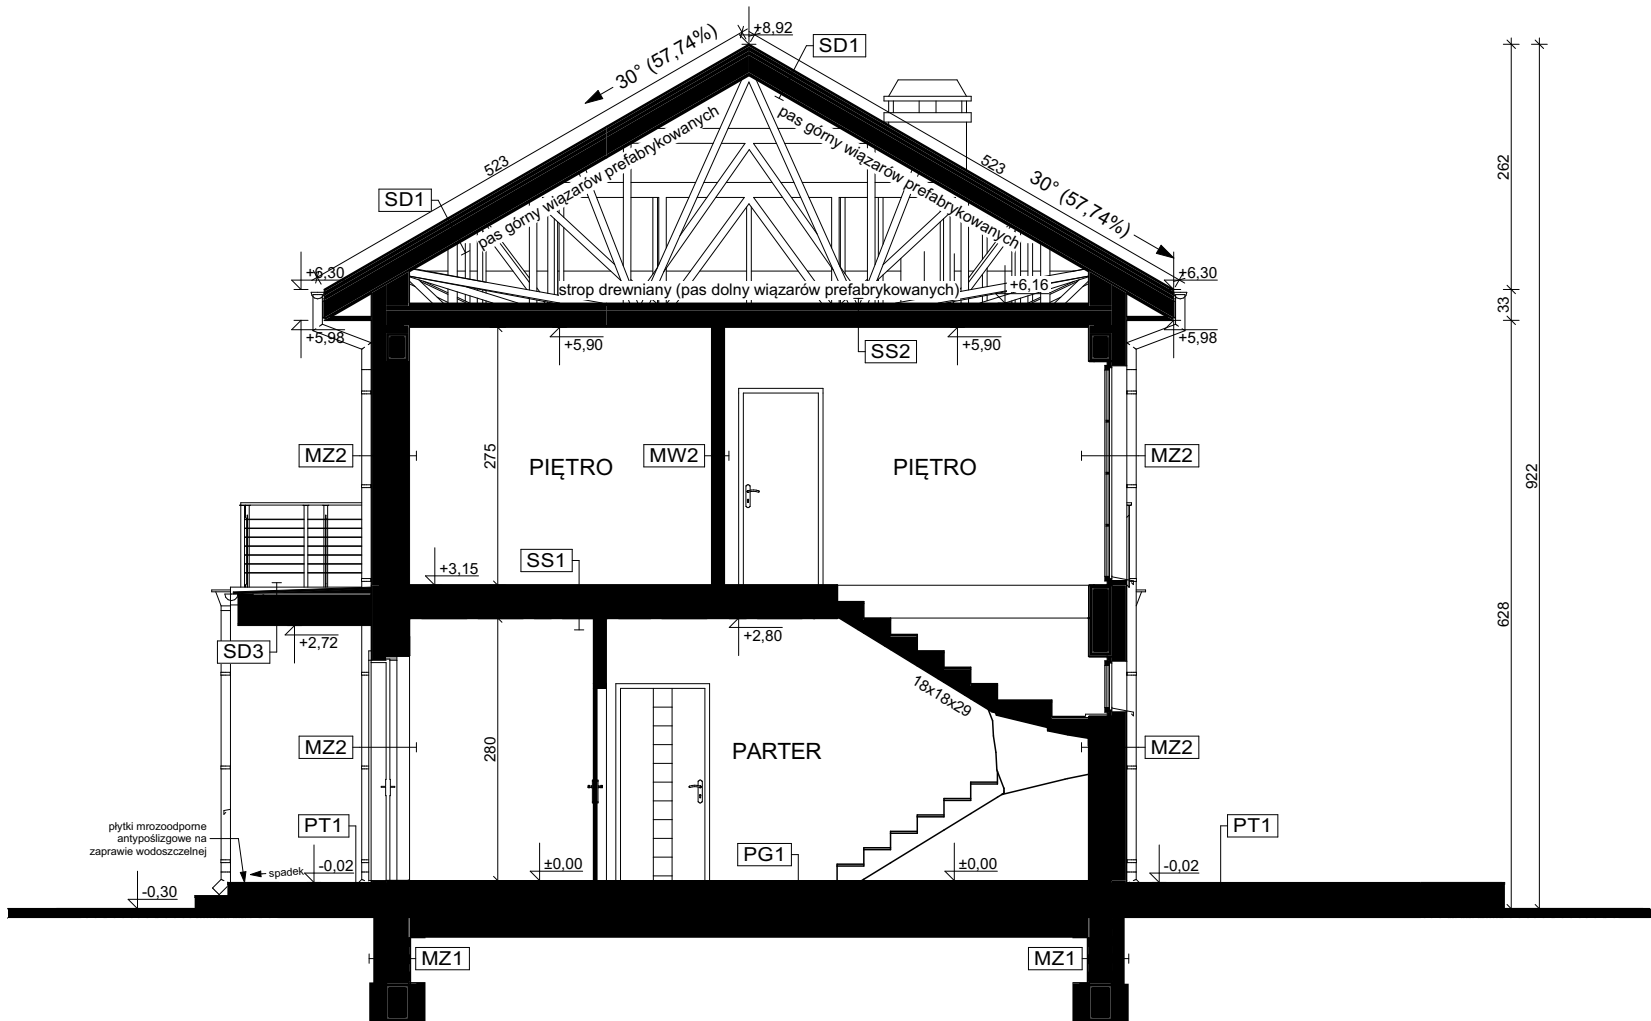 +8,92
SD1
30° (57,74%)
pas górny wiązarów prefabrykowanych
pas górny wiązarów prefabrykowanych
523
523
262
SD1
30° (57,74%)
+6,30
+6,30
strop drewniany (pas dolny wiązarów prefabrykowanych)
+6,16
33
+5,98
+5,90
+5,90
+5,98
SS2
MZ2
275
PIĘTRO
MW2
PIĘTRO
MZ2
922
+3,15
SS1
628
SD3
+2,72
+2,80
18x18x29
MZ2
280
PARTER
MZ2
płytki mrozoodporne
antypoślizgowe na
zaprawie wodoszczelnej
PT1
PG1
PT1
spadek
-0,02
±0,00
±0,00
-0,02
-0,30
MZ1
MZ1